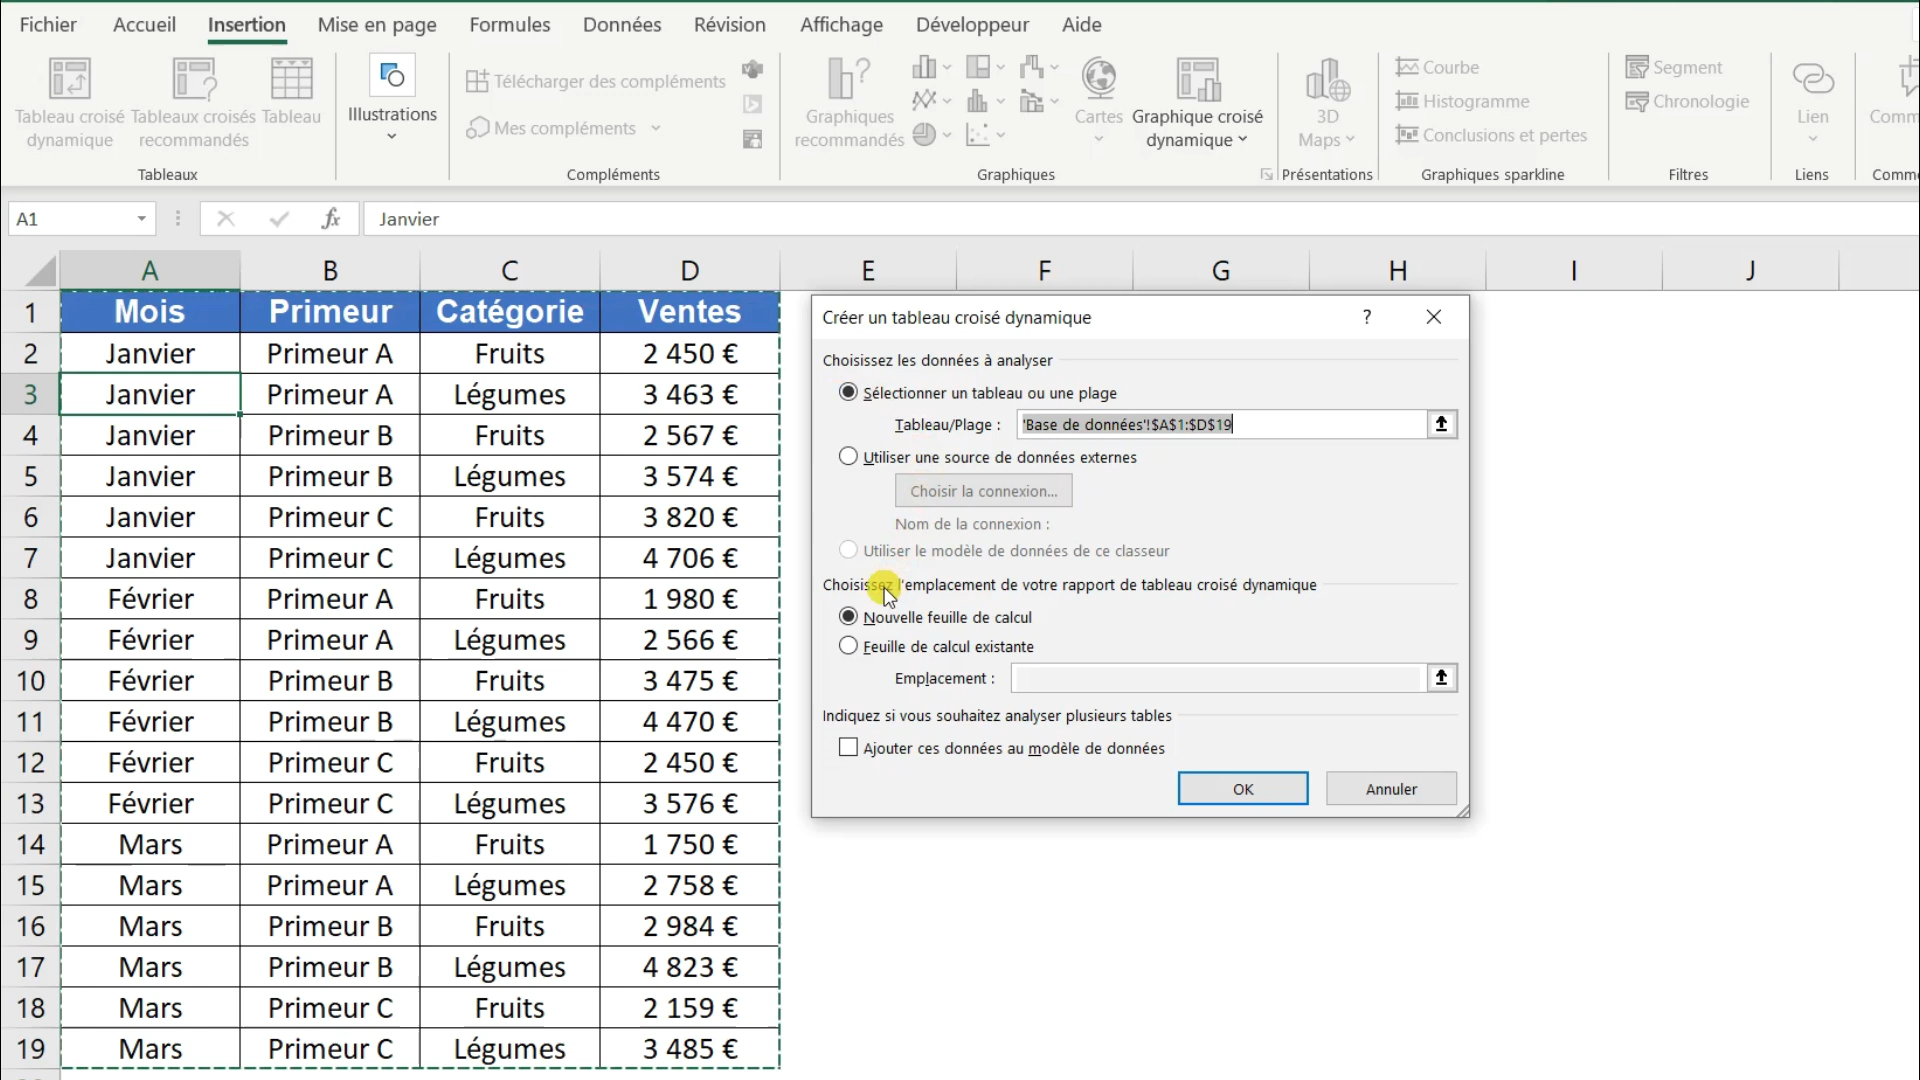 Fichier Accueil Insertion Mise en page Formules Données Révision Affichage Développeur Aide
Tableau croisé dynamique
Tableaux croisés recommandés
Tableau
Illustrations
Télécharger des compléments
Mes compléments
Graphiques recommandés
Cartes
Graphique croisé dynamique
3D Maps
Courbe
Histogramme
Conclusions et pertes
Segment
Chronologie
Lien
Tableaux Compléments Graphiques Présentations Graphiques sparkline Filtres Liens
A1 fx Janvier
A B C D E F G H I J
1 Mois Primeur Catégorie Ventes
2 Janvier Primeur A Fruits 2 450 €
3 Janvier Primeur A Légumes 3 463 €
4 Janvier Primeur B Fruits 2 567 €
5 Janvier Primeur B Légumes 3 574 €
6 Janvier Primeur C Fruits 3 820 €
7 Janvier Primeur C Légumes 4 706 €
8 Février Primeur A Fruits 1 980 €
9 Février Primeur A Légumes 2 566 €
10 Février Primeur B Fruits 3 475 €
11 Février Primeur B Légumes 4 470 €
12 Février Primeur C Fruits 2 450 €
13 Février Primeur C Légumes 3 576 €
14 Mars Primeur A Fruits 1 750 €
15 Mars Primeur A Légumes 2 758 €
16 Mars Primeur B Fruits 2 984 €
17 Mars Primeur B Légumes 4 823 €
18 Mars Primeur C Fruits 2 159 €
19 Mars Primeur C Légumes 3 485 €
Créer un tableau croisé dynamique ?
Choisissez les données à analyser
Sélectionner un tableau ou une plage
Tableau/Plage : 'Base de données'!$A$1:$D$19
Utiliser une source de données externes
Choisir la connexion...
Nom de la connexion :
Utiliser le modèle de données de ce classeur
Choisissez l'emplacement de votre rapport de tableau croisé dynamique
Nouvelle feuille de calcul
Feuille de calcul existante
Emplacement :
Indiquez si vous souhaitez analyser plusieurs tables
Ajouter ces données au modèle de données
OK Annuler